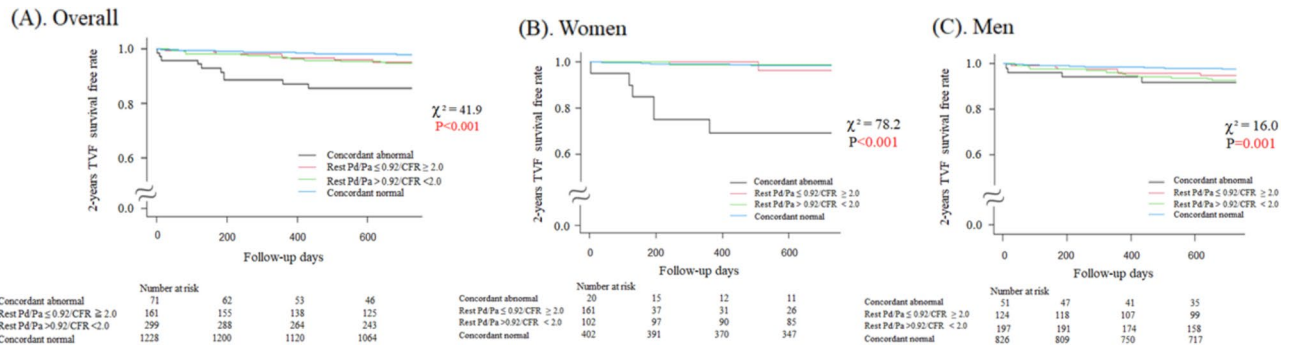 (A). Overall
2-years TVF survival free rate
1.0
0.8
0.6
0.0
χ² = 41.9
P<0.001
Concordant abnormal
Rest Pd/Pa ≤ 0.92/CFR ≥ 2.0
Rest Pd/Pa > 0.92/CFR <2.0
Concordant normal
0 200 400 600
Follow-up days
Number at risk
Concordant abnormal 71 62 53 46
Rest Pd/Pa ≤ 0.92/CFR ≧ 2.0 161 155 138 125
Rest Pd/Pa >0.92/CFR <2.0 299 288 264 243
Concordant normal 1228 1200 1120 1064
(B). Women
2-years TVF survival free rate
1.0
0.8
0.6
0.0
χ² = 78.2
P<0.001
Concordant abnormal
Rest Pd/Pa ≤ 0.92/CFR ≥ 2.0
Rest Pd/Pa > 0.92/CFR < 2.0
Concordant normal
0 200 400 600
Follow-up days
Number at risk
Concordant abnormal 20 15 12 11
Rest Pd/Pa ≤ 0.92/CFR ≥ 2.0 161 37 31 26
Rest Pd/Pa >0.92/CFR < 2.0 102 97 90 85
Concordant normal 402 391 370 347
(C). Men
2-years TVF survival free rate
1.0
0.8
0.6
0.0
χ² = 16.0
P=0.001
Concordant abnormal
Rest Pd/Pa ≤ 0.92/CFR ≥ 2.0
Rest Pd/Pa > 0.92/CFR < 2.0
Concordant normal
0 200 400 600
Follow-up days
Number at risk
Concordant abnormal 51 47 41 35
Rest Pd/Pa ≤ 0.92/CFR ≥ 2.0 124 118 107 99
Rest Pd/Pa >0.92/CFR < 2.0 197 191 174 158
Concordant normal 826 809 750 717